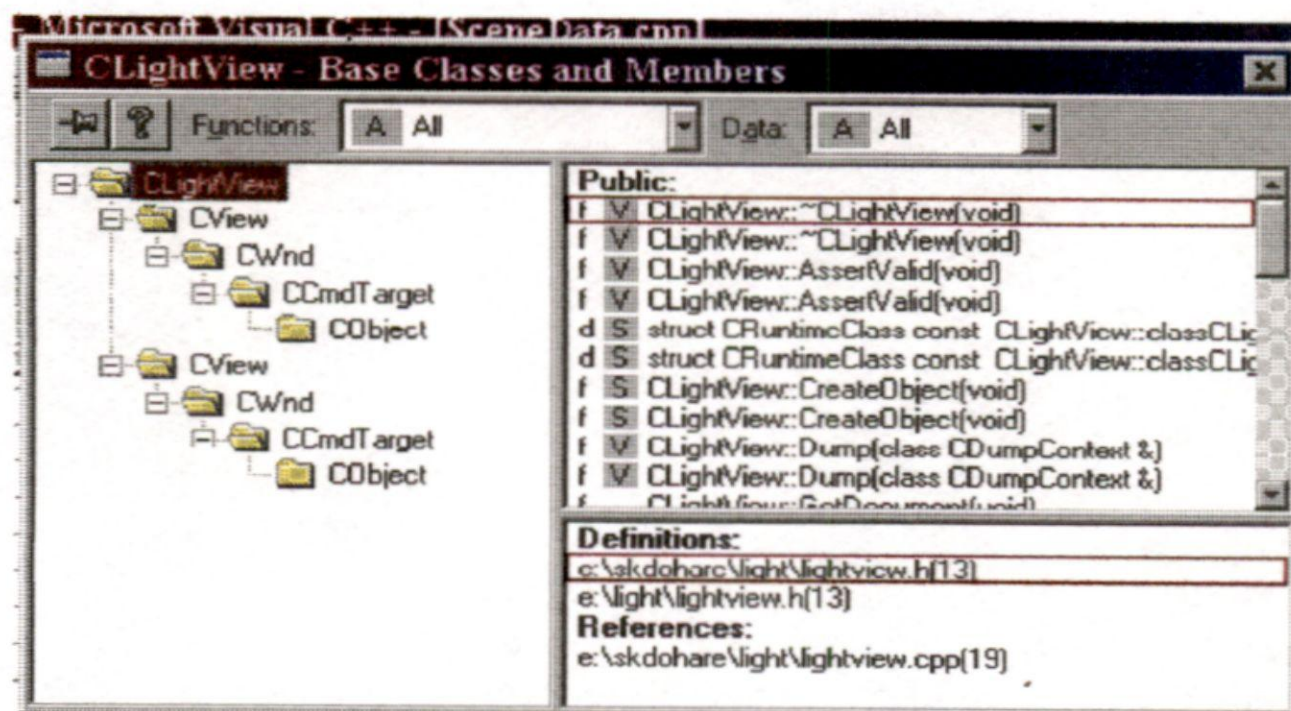 Microsoft Visual C++ - [SceneData.cpp]
CLightView - Base Classes and Members
Functions: A All Data: A All
CLightView
CView
CWnd
CCmdTarget
CObject
CView
CWnd
CCmdTarget
CObject
Public:
f V CLightView::~CLightView(void)
f V CLightView::~CLightView(void)
f V CLightView::AssertValid(void)
f V CLightView::AssertValid(void)
d S struct CRuntimeClass const CLightView::classCLig
d S struct CRuntimeClass const CLightView::classCLig
f S CLightView::CreateObject(void)
f S CLightView::CreateObject(void)
f V CLightView::Dump(class CDumpContext &)
f V CLightView::Dump(class CDumpContext &)
f CLightView::GetDocument(void)
Definitions:
e:\skdohare\light\lightview.h(13)
e:\light\lightview.h(13)
References:
e:\skdohare\light\lightview.cpp(19)